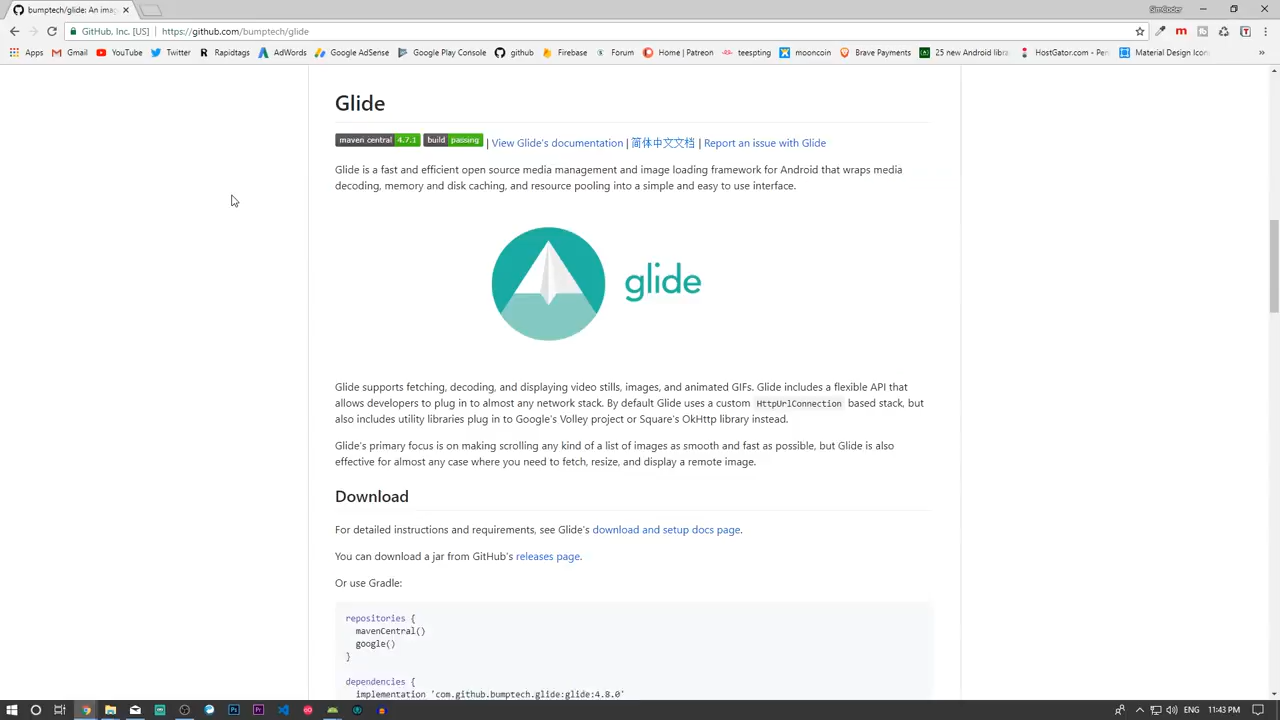 bumptech/glide: An ima
SimCoder
GitHub, Inc. [US] | https://github.com/bumptech/glide
Apps Gmail YouTube Twitter Rapidtags AdWords Google AdSense Google Play Console github Firebase Forum Home | Patreon teespring mooncoin Brave Payments 25 new Android libra HostGator.com - Pen Material Design Icon »
Glide
maven central 4.7.1 build passing | View Glide's documentation | 简体中文文档 | Report an issue with Glide
Glide is a fast and efficient open source media management and image loading framework for Android that wraps media
decoding, memory and disk caching, and resource pooling into a simple and easy to use interface.
glide
Glide supports fetching, decoding, and displaying video stills, images, and animated GIFs. Glide includes a flexible API that
allows developers to plug in to almost any network stack. By default Glide uses a custom HttpUrlConnection based stack, but
also includes utility libraries plug in to Google's Volley project or Square's OkHttp library instead.
Glide's primary focus is on making scrolling any kind of a list of images as smooth and fast as possible, but Glide is also
effective for almost any case where you need to fetch, resize, and display a remote image.
Download
For detailed instructions and requirements, see Glide's download and setup docs page.
You can download a jar from GitHub's releases page.
Or use Gradle:
repositories {
mavenCentral()
google()
}
dependencies {
implementation 'com.github.bumptech.glide:glide:4.8.0'
ENG 11:43 PM